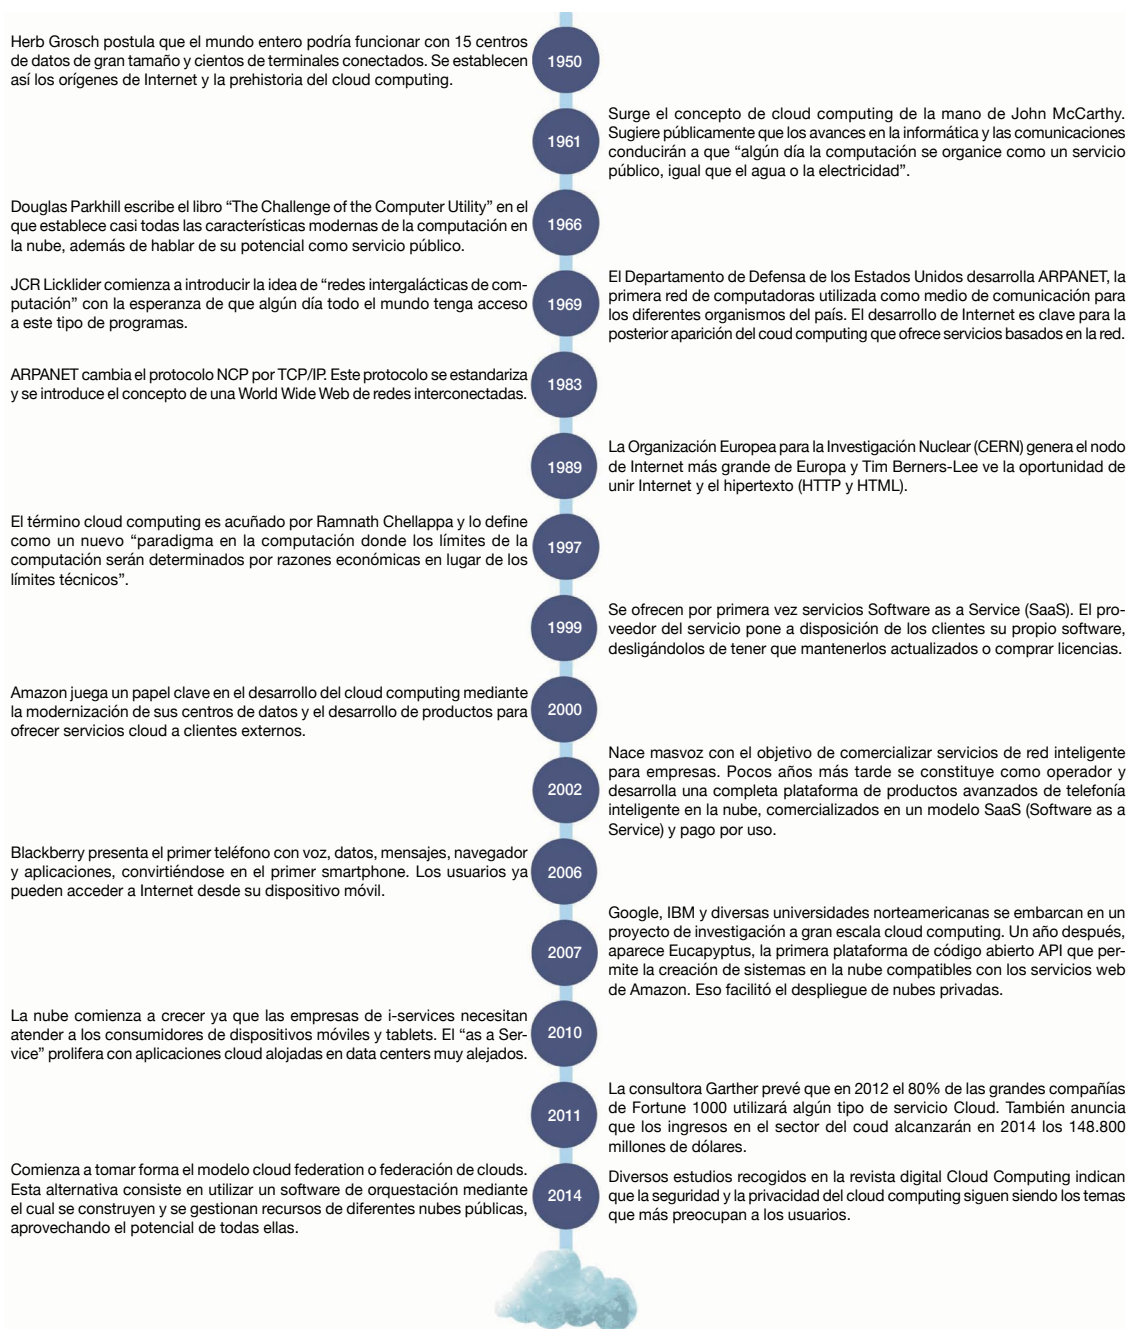 Herb Grosch postula que el mundo entero podría funcionar con 15 centros
de datos de gran tamaño y cientos de terminales conectados. Se establecen
así los orígenes de Internet y la prehistoria del cloud computing.
1950
Surge el concepto de cloud computing de la mano de John McCarthy.
Sugiere públicamente que los avances en la informática y las comunicaciones
conducirán a que “algún día la computación se organice como un servicio
público, igual que el agua o la electricidad”.
1961
Douglas Parkhill escribe el libro “The Challenge of the Computer Utility” en el
que establece casi todas las características modernas de la computación en
la nube, además de hablar de su potencial como servicio público.
1966
JCR Licklider comienza a introducir la idea de “redes intergalácticas de com-
putación” con la esperanza de que algún día todo el mundo tenga acceso
a este tipo de programas.
1969
El Departamento de Defensa de los Estados Unidos desarrolla ARPANET, la
primera red de computadoras utilizada como medio de comunicación para
los diferentes organismos del país. El desarrollo de Internet es clave para la
posterior aparición del coud computing que ofrece servicios basados en la red.
ARPANET cambia el protocolo NCP por TCP/IP. Este protocolo se estandariza
y se introduce el concepto de una World Wide Web de redes interconectadas.
1983
La Organización Europea para la Investigación Nuclear (CERN) genera el nodo
de Internet más grande de Europa y Tim Berners-Lee ve la oportunidad de
unir Internet y el hipertexto (HTTP y HTML).
1989
El término cloud computing es acuñado por Ramnath Chellappa y lo define
como un nuevo “paradigma en la computación donde los límites de la
computación serán determinados por razones económicas en lugar de los
límites técnicos”.
1997
Se ofrecen por primera vez servicios Software as a Service (SaaS). El pro-
veedor del servicio pone a disposición de los clientes su propio software,
desligándolos de tener que mantenerlos actualizados o comprar licencias.
1999
Amazon juega un papel clave en el desarrollo del cloud computing mediante
la modernización de sus centros de datos y el desarrollo de productos para
ofrecer servicios cloud a clientes externos.
2000
Nace masvoz con el objetivo de comercializar servicios de red inteligente
para empresas. Pocos años más tarde se constituye como operador y
desarrolla una completa plataforma de productos avanzados de telefonía
inteligente en la nube, comercializados en un modelo SaaS (Software as a
Service) y pago por uso.
2002
Blackberry presenta el primer teléfono con voz, datos, mensajes, navegador
y aplicaciones, convirtiéndose en el primer smartphone. Los usuarios ya
pueden acceder a Internet desde su dispositivo móvil.
2006
Google, IBM y diversas universidades norteamericanas se embarcan en un
proyecto de investigación a gran escala cloud computing. Un año después,
aparece Eucapyptus, la primera plataforma de código abierto API que per-
mite la creación de sistemas en la nube compatibles con los servicios web
de Amazon. Eso facilitó el despliegue de nubes privadas.
2007
La nube comienza a crecer ya que las empresas de i-services necesitan
atender a los consumidores de dispositivos móviles y tablets. El “as a Ser-
vice” prolifera con aplicaciones cloud alojadas en data centers muy alejados.
2010
La consultora Garther prevé que en 2012 el 80% de las grandes compañías
de Fortune 1000 utilizará algún tipo de servicio Cloud. También anuncia
que los ingresos en el sector del coud alcanzarán en 2014 los 148.800
millones de dólares.
2011
Comienza a tomar forma el modelo cloud federation o federación de clouds.
Esta alternativa consiste en utilizar un software de orquestación mediante
el cual se construyen y se gestionan recursos de diferentes nubes públicas,
aprovechando el potencial de todas ellas.
2014
Diversos estudios recogidos en la revista digital Cloud Computing indican
que la seguridad y la privacidad del cloud computing siguen siendo los temas
que más preocupan a los usuarios.